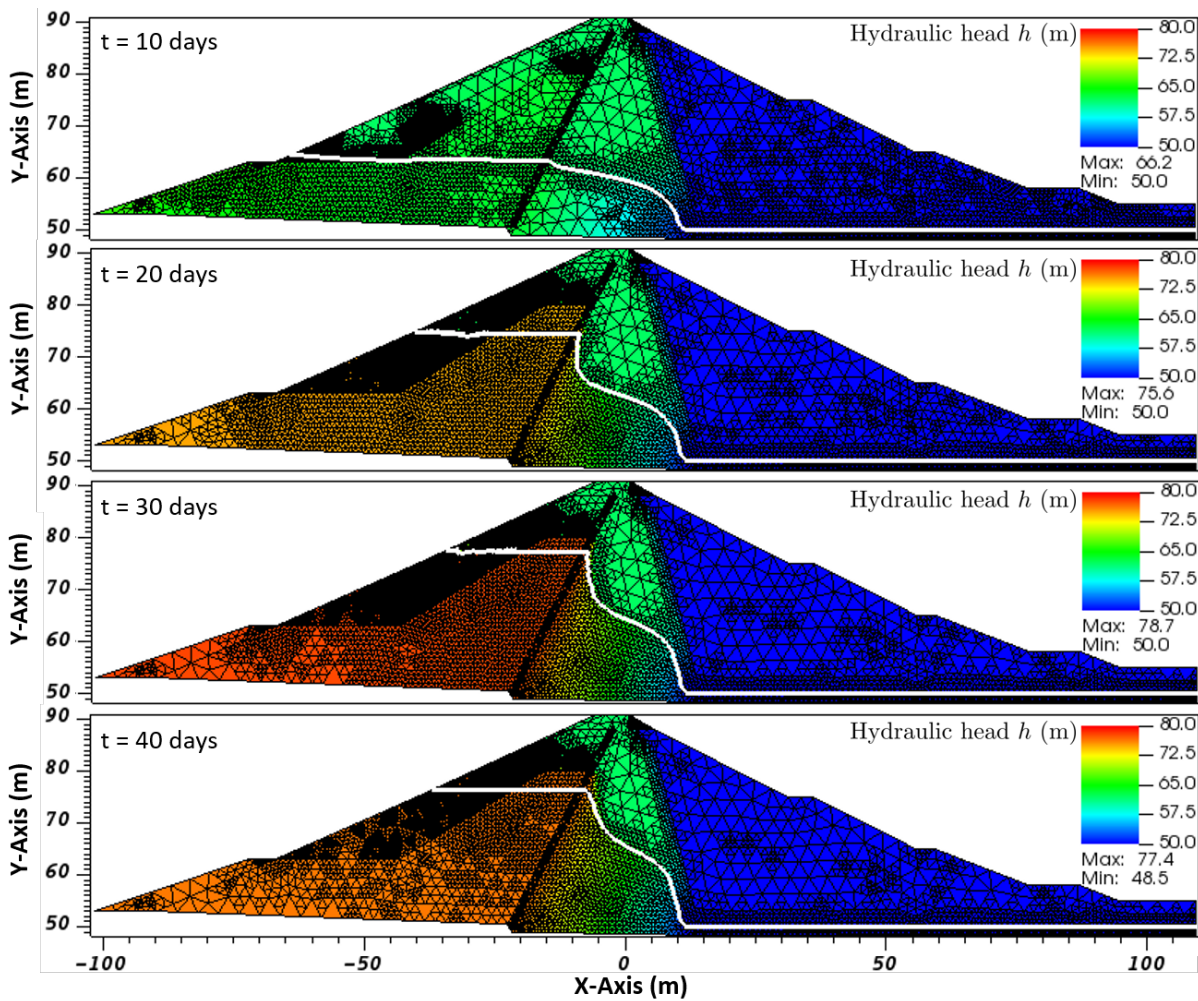 t = 10 days
Hydraulic head h (m)
80.0
72.5
65.0
57.5
50.0
Max: 66.2
Min: 50.0
Y-Axis (m)
90
80
70
60
50
t = 20 days
Hydraulic head h (m)
80.0
72.5
65.0
57.5
50.0
Max: 75.6
Min: 50.0
Y-Axis (m)
90
80
70
60
50
t = 30 days
Hydraulic head h (m)
80.0
72.5
65.0
57.5
50.0
Max: 78.7
Min: 50.0
Y-Axis (m)
90
80
70
60
50
t = 40 days
Hydraulic head h (m)
80.0
72.5
65.0
57.5
50.0
Max: 77.4
Min: 48.5
Y-Axis (m)
90
80
70
60
50
-100 -50 0 50 100
X-Axis (m)